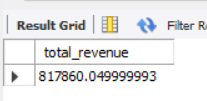 Result Grid Filter R
total_revenue
817860.049999993